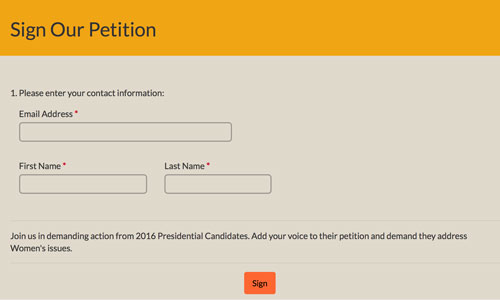 Sign Our Petition
1. Please enter your contact information:
Email Address *
First Name * Last Name *
Join us in demanding action from 2016 Presidential Candidates. Add your voice to their petition and demand they address
Women's issues.
Sign